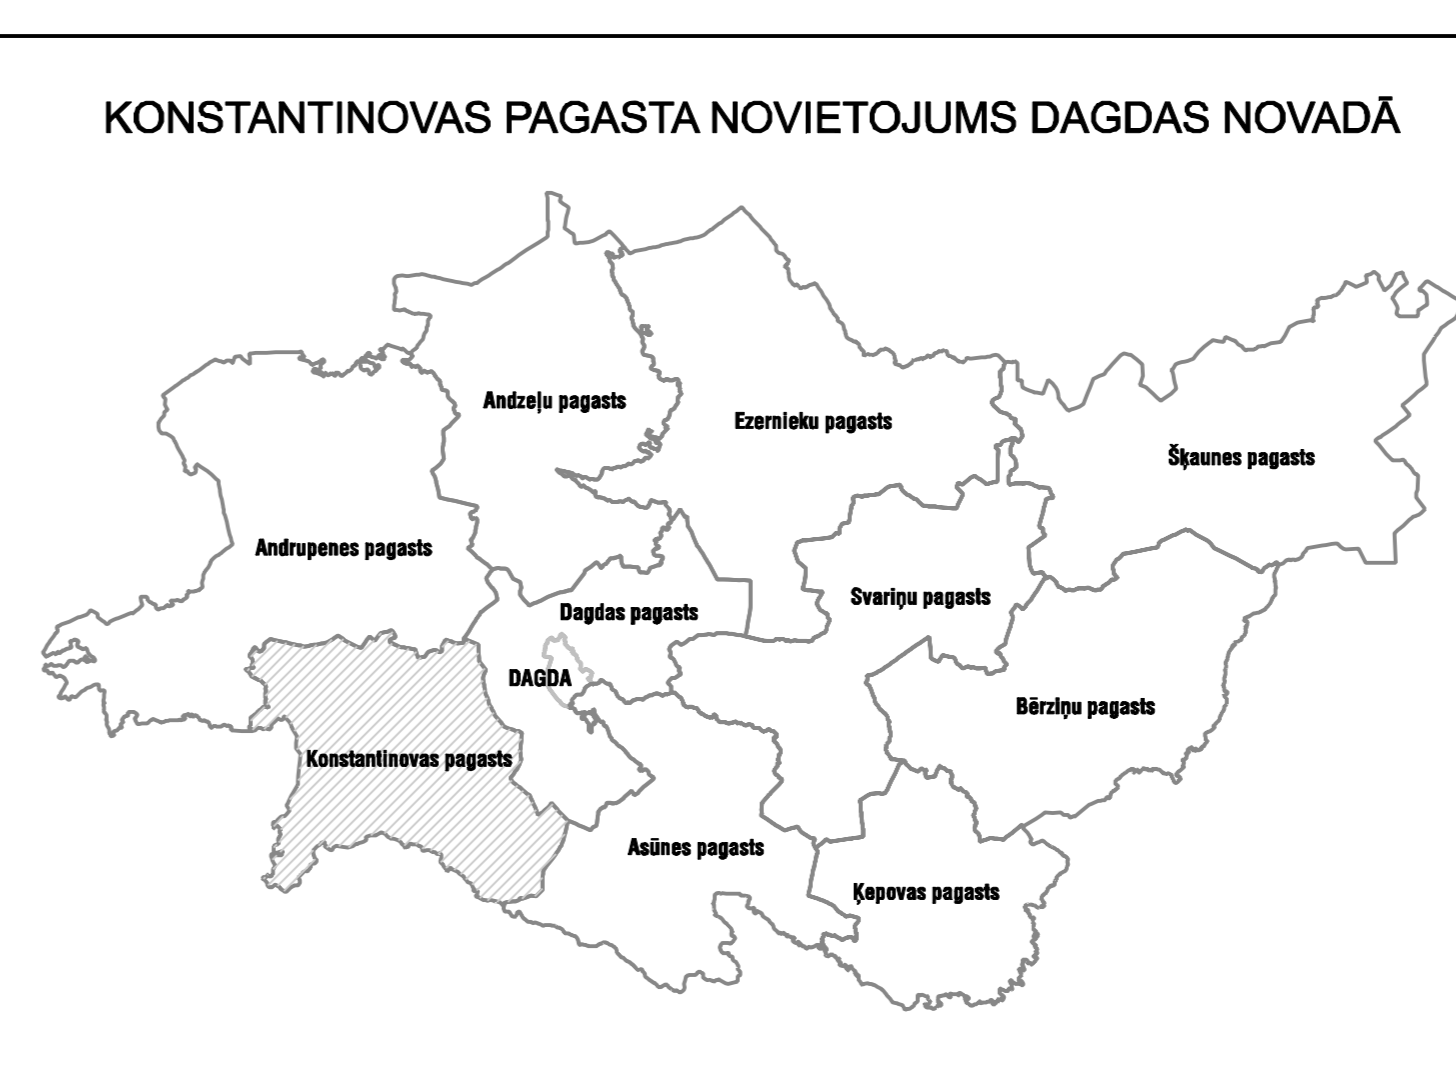 KONSTANTINOVAS PAGASTA NOVIETOJUMS DAGDAS NOVADĀ
Andzeļu pagasts
Ezernieku pagasts
Šķaunes pagasts
Andrupenes pagasts
Svariņu pagasts
Dagdas pagasts
DAGDA
Bērziņu pagasts
Konstantinovas pagasts
Asūnes pagasts
Ķepovas pagasts